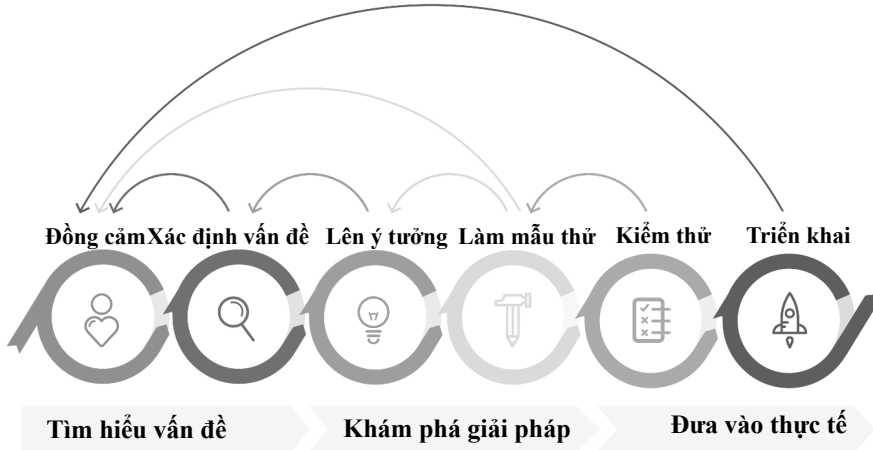 Đồng cảm
Xác định vấn đề
Lên ý tưởng
Làm mẫu thử
Kiểm thử
Triển khai
Tìm hiểu vấn đề
Khám phá giải pháp
Đưa vào thực tế